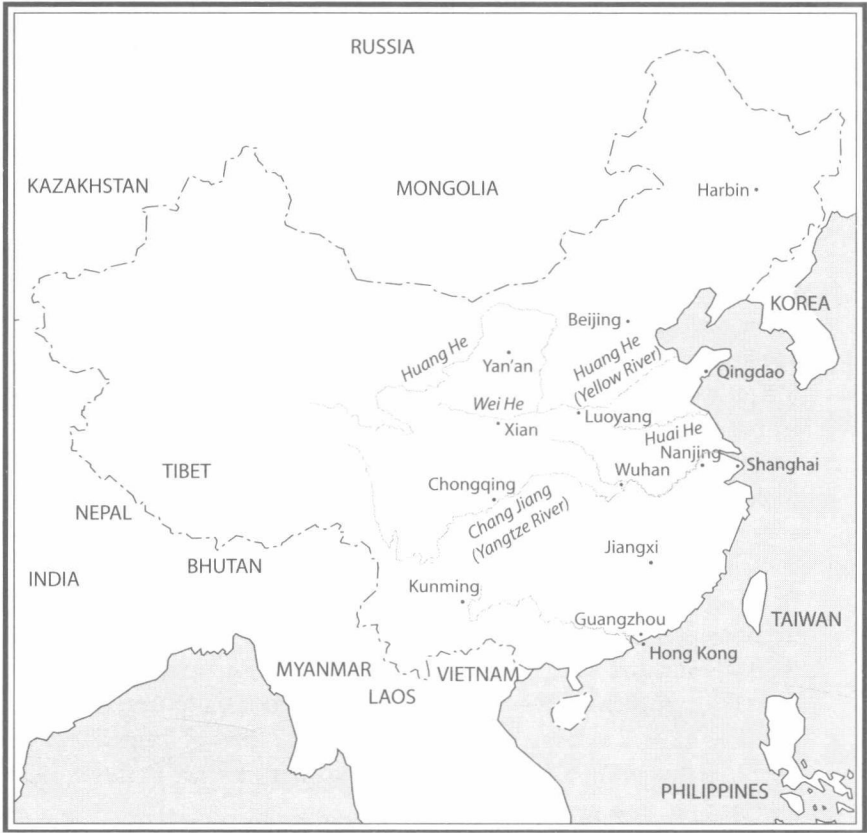 RUSSIA
KAZAKHSTAN
MONGOLIA
Harbin
KOREA
Beijing
Huang He
Yan'an
Huang He
(Yellow River)
Qingdao
Wei He
Luoyang
Xian
Huai He
Nanjing
Shanghai
TIBET
Wuhan
Chongqing
Chang Jiang
(Yangtze River)
NEPAL
Jiangxi
BHUTAN
INDIA
Kunming
Guangzhou
TAIWAN
Hong Kong
MYANMAR
VIETNAM
LAOS
PHILIPPINES